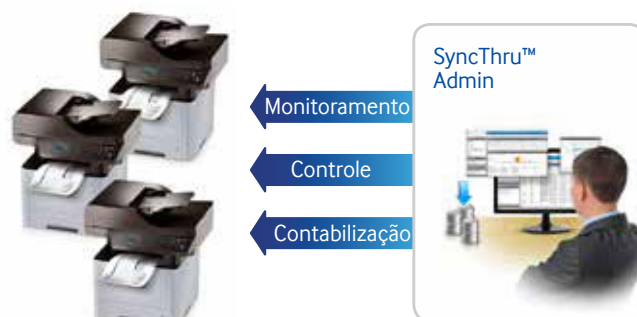 SyncThru™
Admin
Monitoramento
Controle
Contabilização